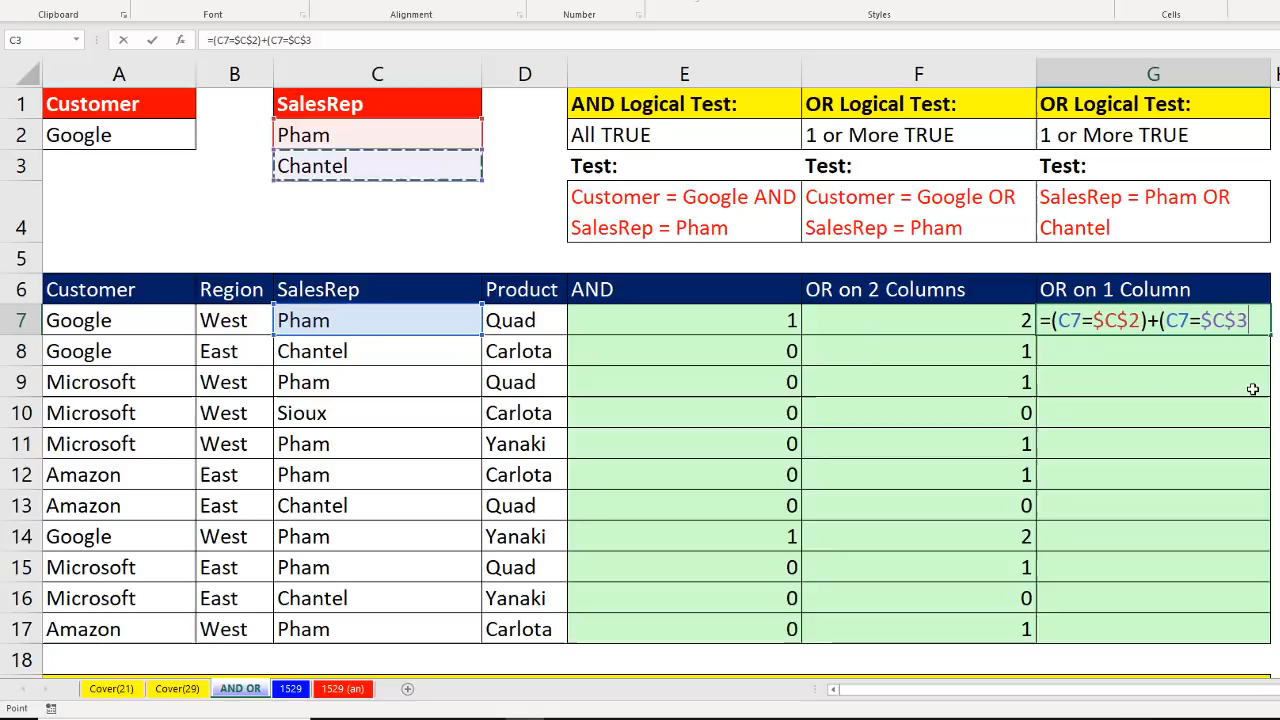 Clipboard Font Alignment Number Styles Cells
C3 =(C7=$C$2)+(C7=$C$3
A B C D E F G
1 Customer SalesRep AND Logical Test: OR Logical Test: OR Logical Test:
2 Google Pham All TRUE 1 or More TRUE 1 or More TRUE
3 Chantel Test: Test: Test:
Customer = Google AND Customer = Google OR SalesRep = Pham OR
4 SalesRep = Pham SalesRep = Pham Chantel
5
6 Customer Region SalesRep Product AND OR on 2 Columns OR on 1 Column
7 Google West Pham Quad 1 2 =(C7=$C$2)+(C7=$C$3
8 Google East Chantel Carlota 0 1
9 Microsoft West Pham Quad 0 1
10 Microsoft West Sioux Carlota 0 0
11 Microsoft West Pham Yanaki 0 1
12 Amazon East Pham Carlota 0 1
13 Amazon East Chantel Quad 0 0
14 Google West Pham Yanaki 1 2
15 Microsoft East Pham Quad 0 1
16 Microsoft East Chantel Yanaki 0 0
17 Amazon West Pham Carlota 0 1
18
Cover(21) Cover(29) AND OR 1529 1529 (an)
Point